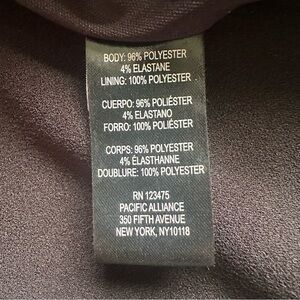 BODY: 96% POLYESTER
4% ELASTANE
LINING: 100% POLYESTER
CUERPO: 96% POLIÉSTER
4% ELASTANO
FORRO: 100% POLIÉSTER
CORPS: 96% POLYESTER
4% ÉLASTHANNE
DOUBLURE: 100% POLYESTER
RN 123475
PACIFIC ALLIANCE
350 FIFTH AVENUE
NEW YORK, NY10118